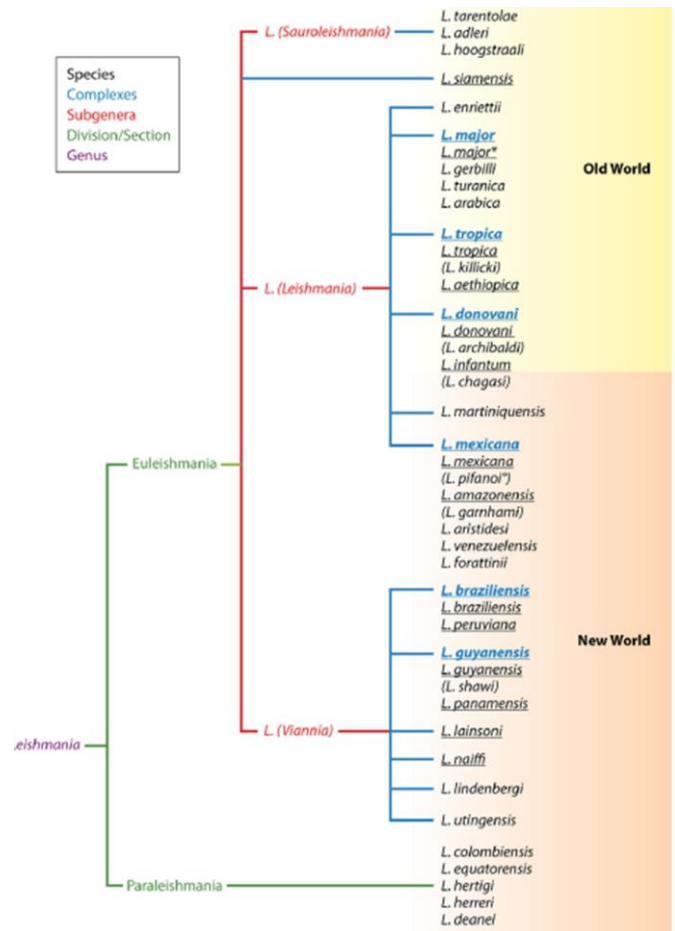 L. tarentolae
L. (Sauroleishmania)
L. adleri
L. hoogstraali
Species
Complexes
Subgenera
Division/Section
Genus
L. siamensis
L. enriettii
L. major
L. major*
L. gerbilli
L. turanica
L. arabica
Old World
L. tropica
L. tropica
(L. killicki)
L. aethiopica
L. (Leishmania)
L. donovani
L. donovani
(L. archibaldi)
L. infantum
(L. chagasi)
L. martiniquensis
L. mexicana
L. mexicana
(L. pifanoi*)
L. amazonensis
(L. garnhami)
L. aristidesi
L. venezuelensis
L. forattinii
Euleishmania
L. braziliensis
L. braziliensis
L. peruviana
New World
L. guyanensis
L. guyanensis
(L. shawi)
L. panamensis
L. (Viannia)
L. lainsoni
L. naiffi
L. lindenbergi
L. utingensis
eishmania
L. colombiensis
L. equatorensis
Paraleishmania
L. hertigi
L. herreri
L. deanei